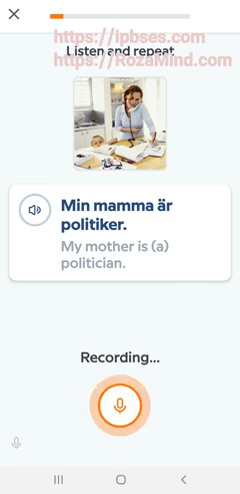 https://ipbses.com
Listen and repeat
https://RozaMind.com
Min mamma är
politiker.
My mother is (a)
politician.
Recording...